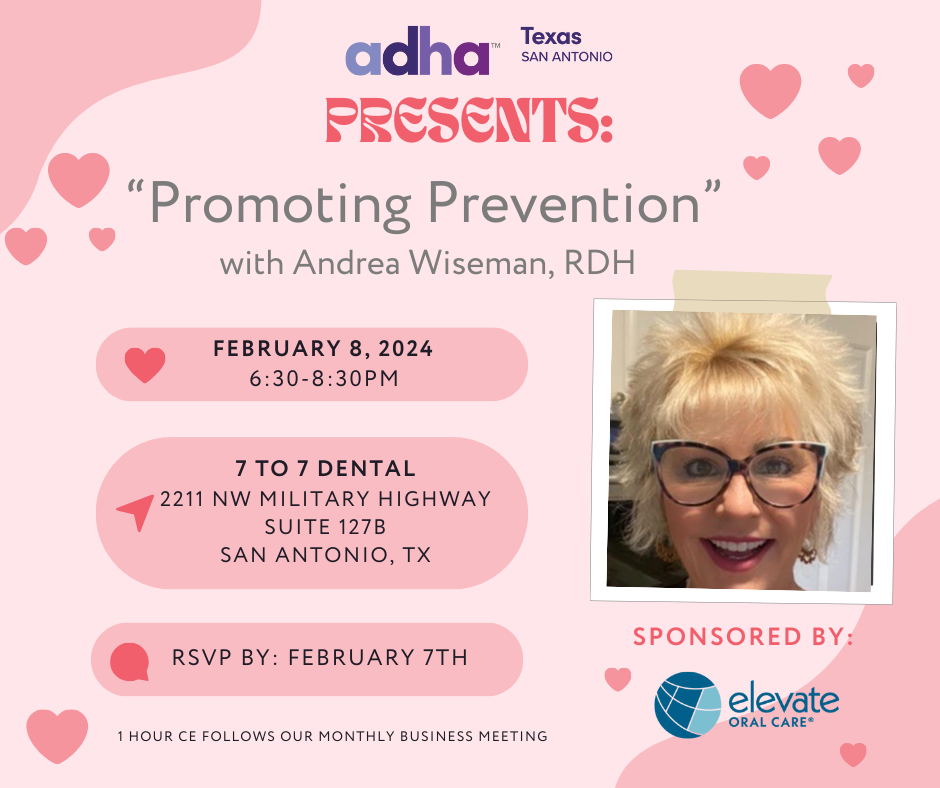 adha™ Texas
SAN ANTONIO
PRESENTS:
“Promoting Prevention”
with Andrea Wiseman, RDH
FEBRUARY 8, 2024
6:30-8:30PM
7 TO 7 DENTAL
2211 NW MILITARY HIGHWAY
SUITE 127B
SAN ANTONIO, TX
RSVP BY: FEBRUARY 7TH
1 HOUR CE FOLLOWS OUR MONTHLY BUSINESS MEETING
SPONSORED BY:
elevate
ORAL CARE®